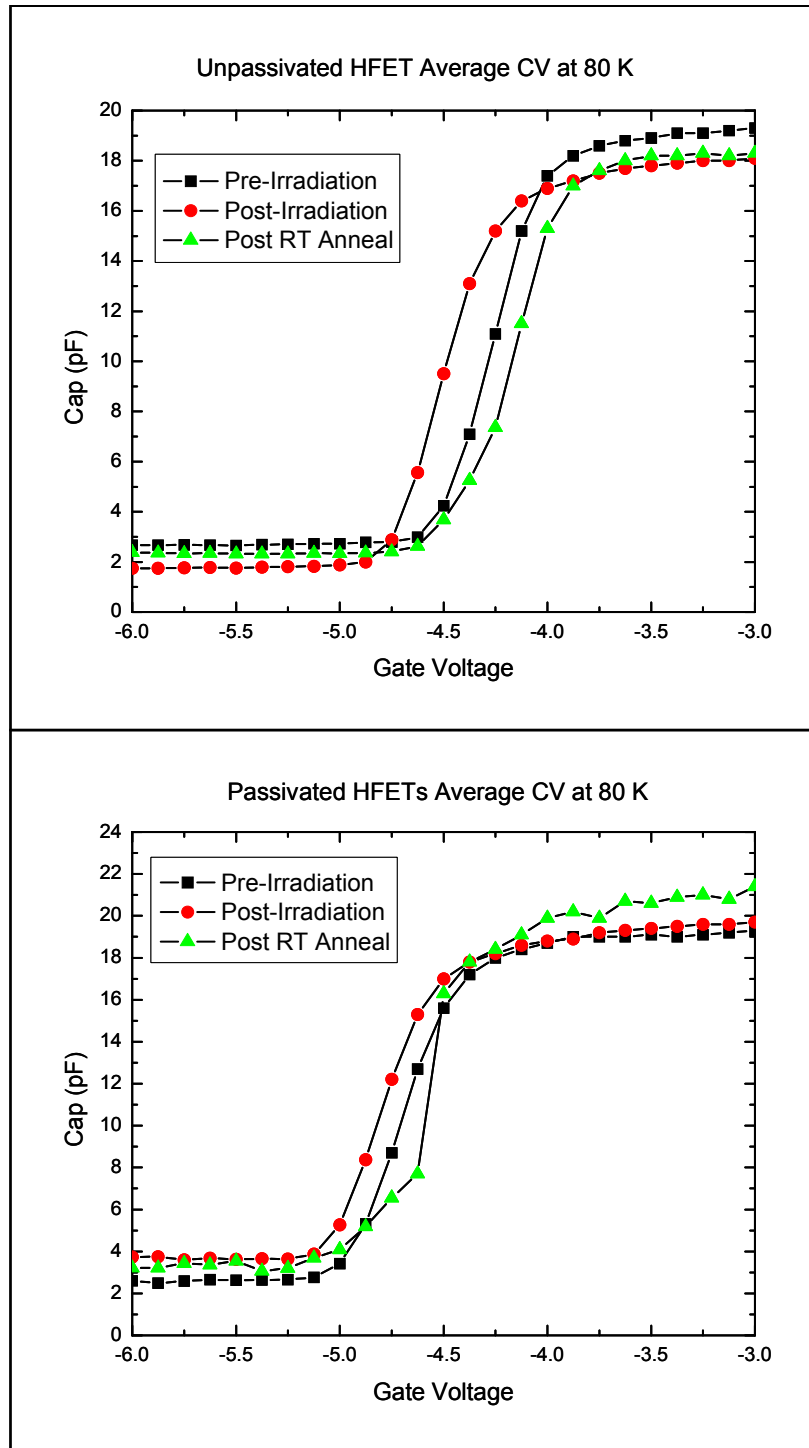 Unpassivated HFET Average CV at 80 K
Pre-Irradiation
Post-Irradiation
Post RT Anneal
Cap (pF)
20
18
16
14
12
10
8
6
4
2
0
-6.0 -5.5 -5.0 -4.5 -4.0 -3.5 -3.0
Gate Voltage
Passivated HFETs Average CV at 80 K
Pre-Irradiation
Post-Irradiation
Post RT Anneal
Cap (pF)
24
22
20
18
16
14
12
10
8
6
4
2
0
-6.0 -5.5 -5.0 -4.5 -4.0 -3.5 -3.0
Gate Voltage